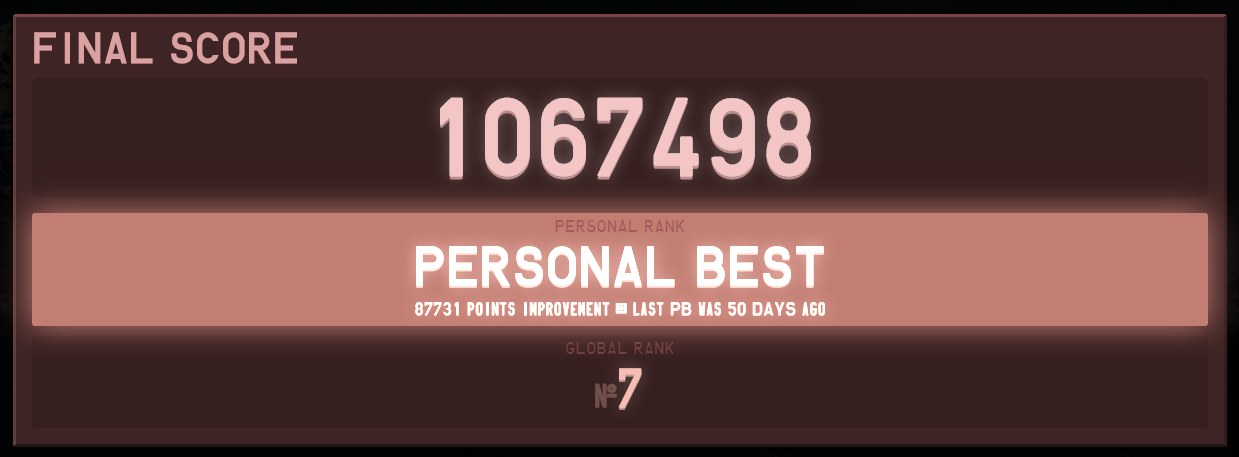 FINAL SCORE
1067498
PERSONAL RANK
PERSONAL BEST
87731 POINTS IMPROVEMENT LAST PB WAS 50 DAYS AGO
GLOBAL RANK
№7